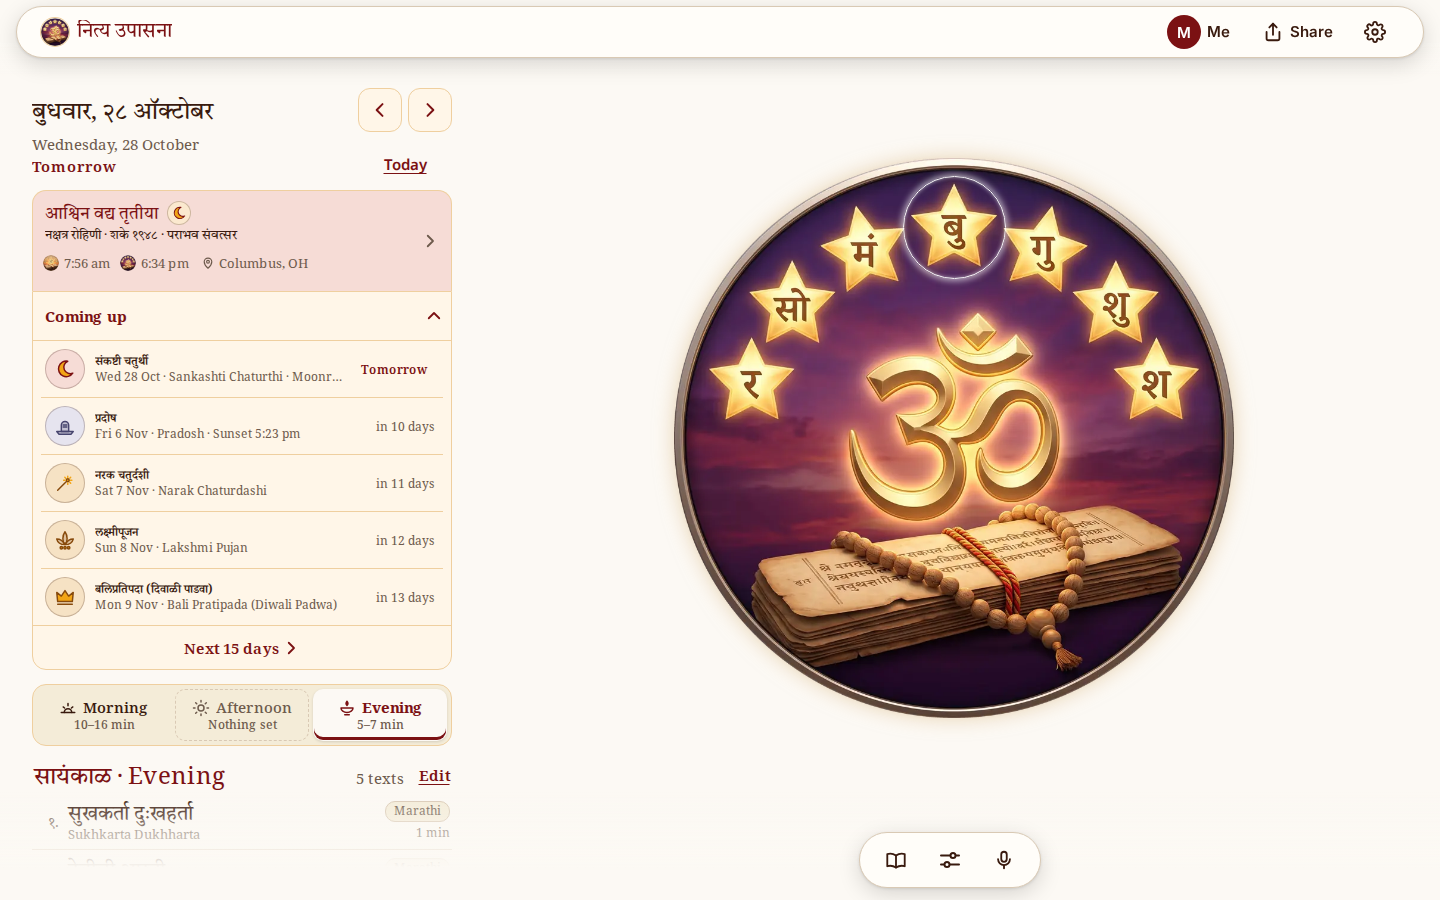 नित्य उपासना
M Me
Share
बुधवार, २८ ऑक्टोबर
Wednesday, 28 October
Tomorrow
Today
आश्विन वद्य तृतीया
नक्षत्र रोहिणी · शके १९४८ · पराभव संवत्सर
7:56 am 6:34 pm Columbus, OH
Coming up
संकष्टी चतुर्थी
Wed 28 Oct · Sankashti Chaturthi · Moonr...
Tomorrow
प्रदोष
Fri 6 Nov · Pradosh · Sunset 5:23 pm
in 10 days
नरक चतुर्दशी
Sat 7 Nov · Narak Chaturdashi
in 11 days
लक्ष्मीपूजन
Sun 8 Nov · Lakshmi Pujan
in 12 days
बलिप्रतिपदा (दिवाळी पाडवा)
Mon 9 Nov · Bali Pratipada (Diwali Padwa)
in 13 days
Next 15 days
Morning
10–16 min
Afternoon
Nothing set
Evening
5–7 min
सायंकाळ · Evening
5 texts
Edit
१.
सुखकर्ता दुःखहर्ता
Sukhkarta Dukhharta
Marathi
1 min
र
सो
मं
बु
गु
शु
श
ॐ